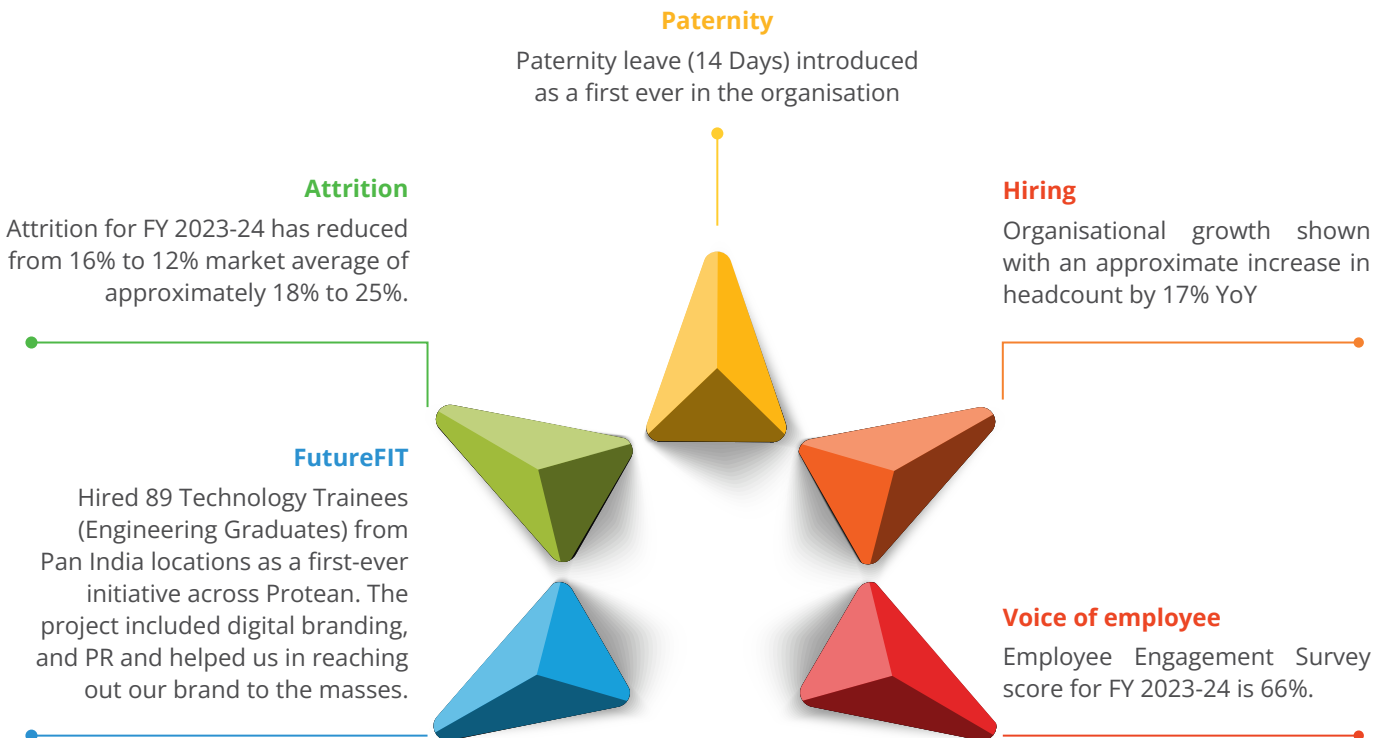 Paternity
Paternity leave (14 Days) introduced
as a first ever in the organisation
Attrition
Attrition for FY 2023-24 has reduced
from 16% to 12% market average of
approximately 18% to 25%.
Hiring
Organisational growth shown
with an approximate increase in
headcount by 17% YoY
FutureFIT
Hired 89 Technology Trainees
(Engineering Graduates) from
Pan India locations as a first-ever
initiative across Protean. The
project included digital branding,
and PR and helped us in reaching
out our brand to the masses.
Voice of employee
Employee Engagement Survey
score for FY 2023-24 is 66%.